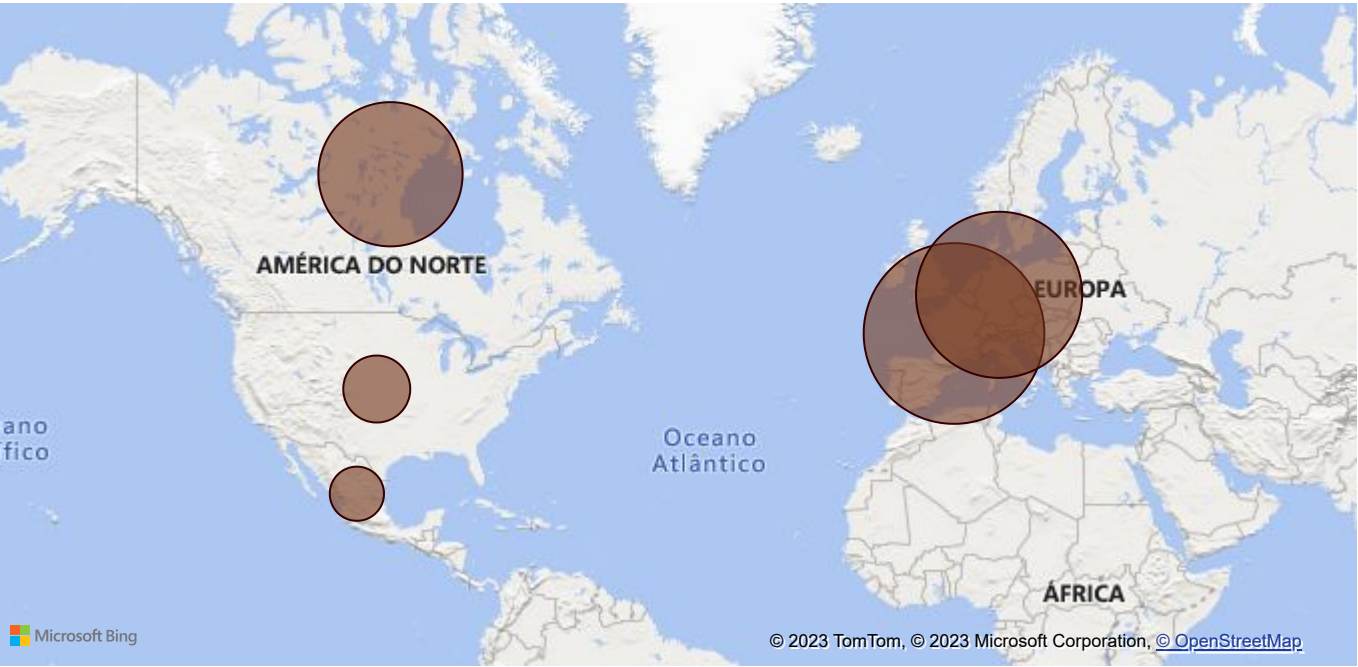 AMÉRICA DO NORTE
EUROPA
ano
fico
Oceano
Atlântico
ÁFRICA
Microsoft Bing
© 2023 TomTom, © 2023 Microsoft Corporation, © OpenStreetMap